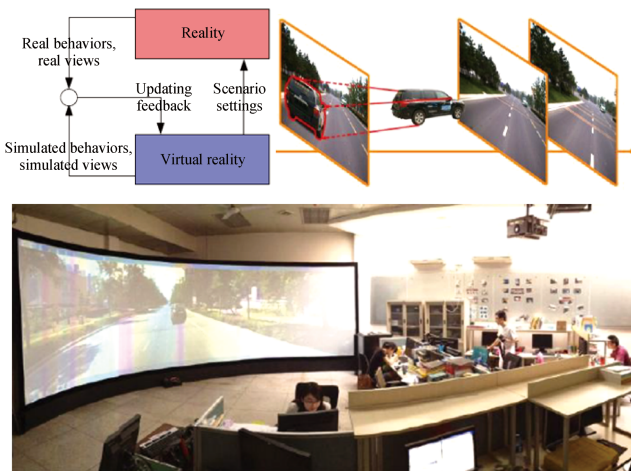 Reality
Real behaviors,
real views
Updating
feedback
Scenario
settings
Simulated behaviors,
simulated views
Virtual reality